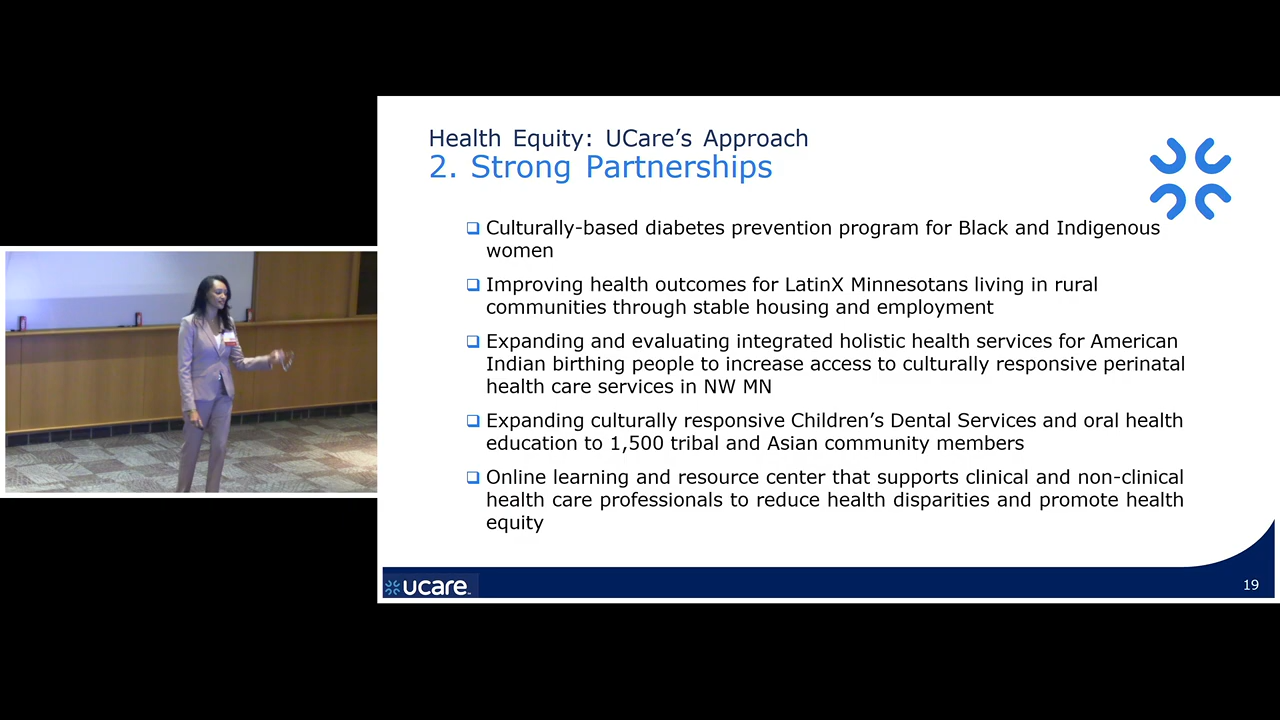 Health Equity: UCare's Approach
2. Strong Partnerships
❑ Culturally-based diabetes prevention program for Black and Indigenous
women
❑ Improving health outcomes for LatinX Minnesotans living in rural
communities through stable housing and employment
❑ Expanding and evaluating integrated holistic health services for American
Indian birthing people to increase access to culturally responsive perinatal
health care services in NW MN
❑ Expanding culturally responsive Children's Dental Services and oral health
education to 1,500 tribal and Asian community members
❑ Online learning and resource center that supports clinical and non-clinical
health care professionals to reduce health disparities and promote health
equity
ucare
19